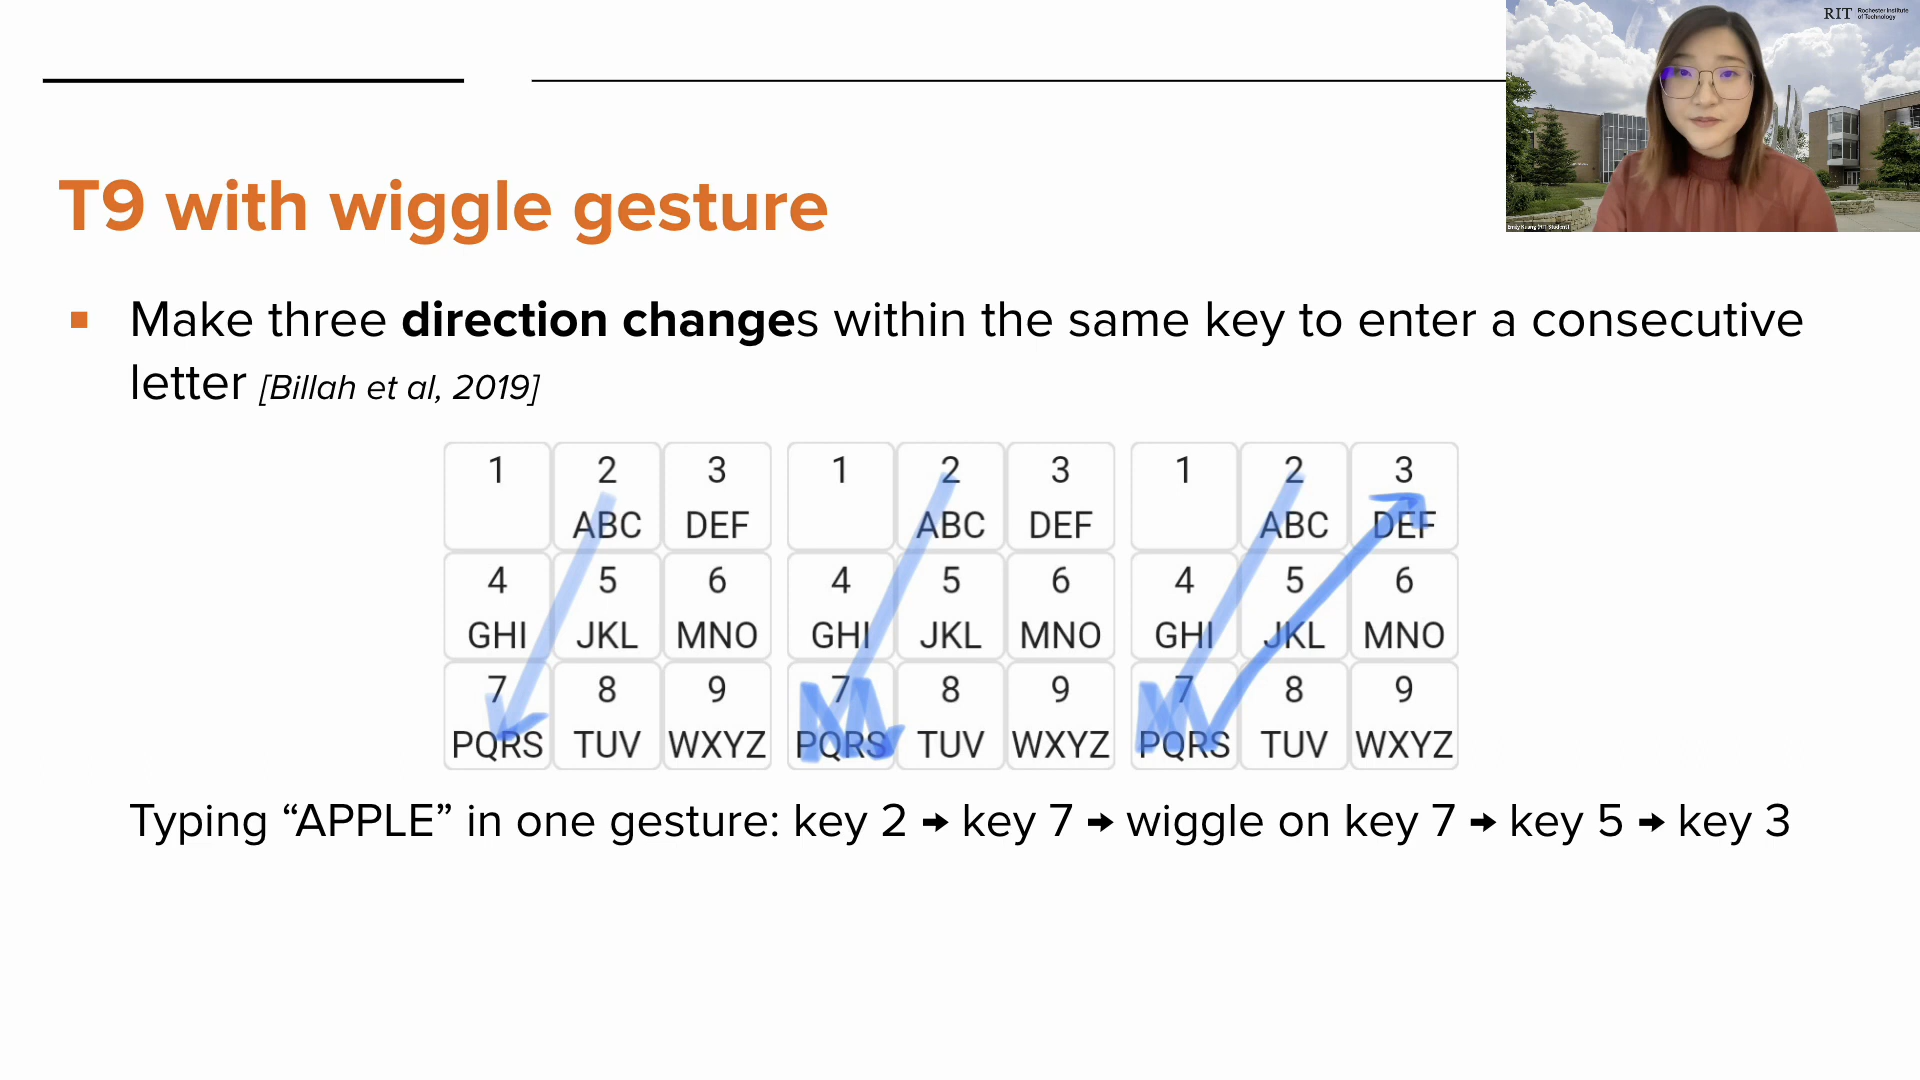 RIT Rochester Institute
of Technology
Emily Kuang (RIT Student)
T9 with wiggle gesture
Make three direction changes within the same key to enter a consecutive
letter [Billah et al, 2019]
1 2 3 1 2 3 1 2 3
ABC DEF ABC DEF ABC DEF
4 5 6 4 5 6 4 5 6
GHI JKL MNO GHI JKL MNO GHI JKL MNO
7 8 9 7 8 9 7 8 9
PQRS TUV WXYZ PQRS TUV WXYZ PQRS TUV WXYZ
Typing “APPLE” in one gesture: key 2 → key 7 → wiggle on key 7 → key 5 → key 3